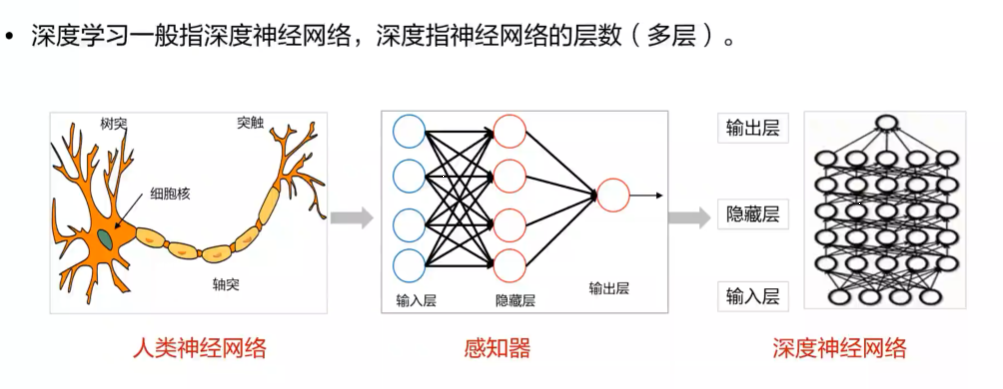 • 深度学习一般指深度神经网络，深度指神经网络的层数（多层）。
树突
突触
细胞核
轴突
人类神经网络
输入层
隐藏层
输出层
感知器
输出层
隐藏层
输入层
深度神经网络